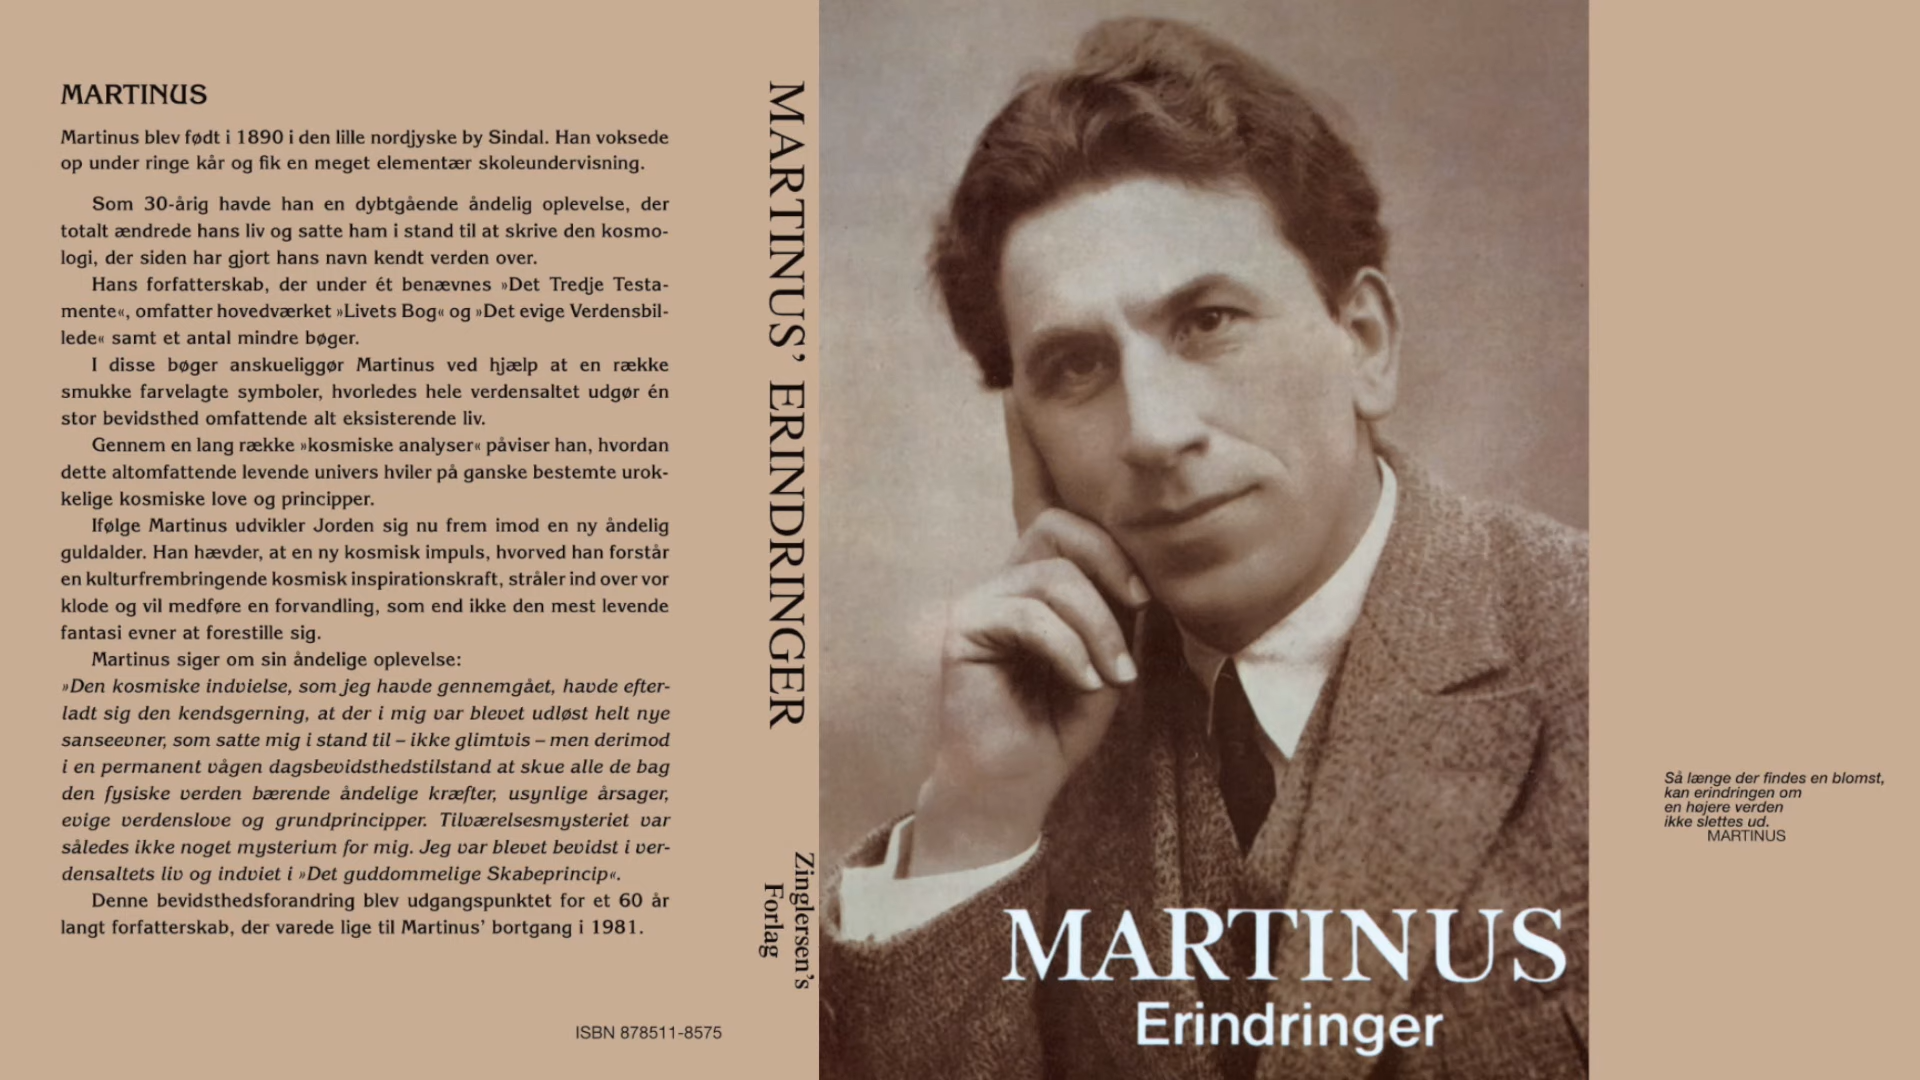 MARTINUS
Martinus blev født i 1890 i den lille nordjyske by Sindal. Han voksede
op under ringe kår og fik en meget elementær skoleundervisning.
Som 30-årig havde han en dybtgående åndelig oplevelse, der
totalt ændrede hans liv og satte ham i stand til at skrive den kosmo-
logi, der siden har gjort hans navn kendt verden over.
Hans forfatterskab, der under ét benævnes »Det Tredje Testa-
mente«, omfatter hovedværket »Livets Bog« og »Det evige Verdensbil-
lede« samt et antal mindre bøger.
I disse bøger anskueliggør Martinus ved hjælp at en række
smukke farvelagte symboler, hvorledes hele verdensaltet udgør én
stor bevidsthed omfattende alt eksisterende liv.
Gennem en lang række »kosmiske analyser« påviser han, hvordan
dette altomfattende levende univers hviler på ganske bestemte urok-
kelige kosmiske love og principper.
Ifølge Martinus udvikler Jorden sig nu frem imod en ny åndelig
guldalder. Han hævder, at en ny kosmisk impuls, hvorved han forstår
en kulturfrembringende kosmisk inspirationskraft, stråler ind over vor
klode og vil medføre en forvandling, som end ikke den mest levende
fantasi evner at forestille sig.
Martinus siger om sin åndelige oplevelse:
»Den kosmiske indvielse, som jeg havde gennemgået, havde efter-
ladt sig den kendsgerning, at der i mig var blevet udløst helt nye
sanseevner, som satte mig i stand til – ikke glimtvis – men derimod
i en permanent vågen dagsbevidsthedstilstand at skue alle de bag
den fysiske verden bærende åndelige kræfter, usynlige årsager,
evige verdenslove og grundprincipper. Tilværelsesmysteriet var
således ikke noget mysterium for mig. Jeg var blevet bevidst i ver-
densaltets liv og indviet i »Det guddommelige Skabeprincip«.
Denne bevidsthedsforandring blev udgangspunktet for et 60 år
langt forfatterskab, der varede lige til Martinus’ bortgang i 1981.
ISBN 878511-8575
MARTINUS’ ERINDRINGER
Zinglersen’s
Forlag
MARTINUS
Erindringer
Så længe der findes en blomst,
kan erindringen om
en højere verden
ikke slettes ud.
MARTINUS